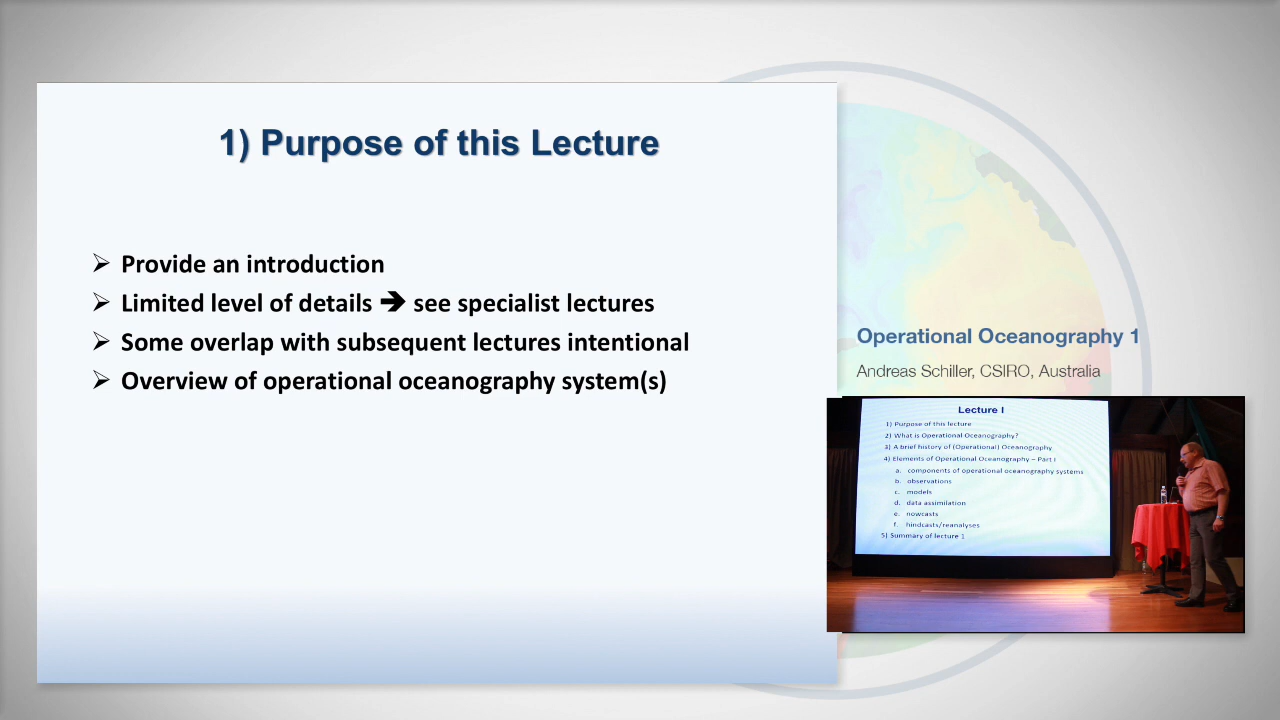 1) Purpose of this Lecture
Provide an introduction
Limited level of details ➔ see specialist lectures
Some overlap with subsequent lectures intentional
Overview of operational oceanography system(s)
Operational Oceanography 1
Andreas Schiller, CSIRO, Australia
Lecture I
1) Purpose of this lecture
2) What is Operational Oceanography?
3) A brief history of (Operational) Oceanography
4) Elements of Operational Oceanography – Part I
a. components of operational oceanography systems
b. observations
c. models
d. data assimilation
e. nowcasts
f. hindcasts/reanalyses
5) Summary of lecture 1